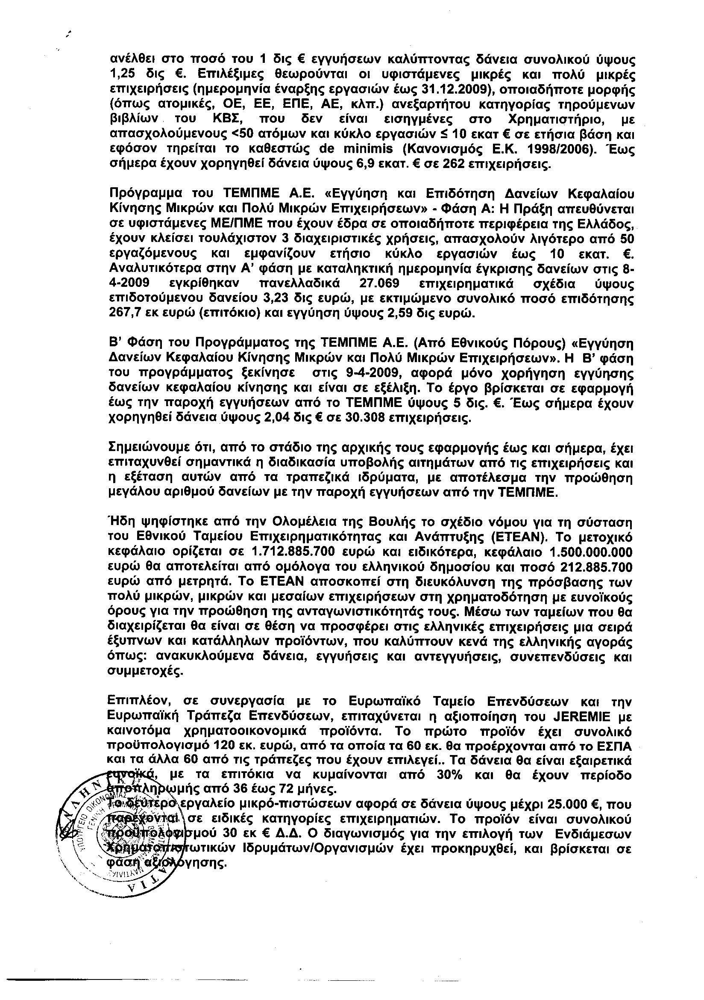 ανέλθει στο ποσό του 1 δις € εγγυήσεων καλύπτοντας δάνεια συνολικού ύψους
1,25 δις €. Επιλέξιμες θεωρούνται οι υφιστάμενες μικρές και πολύ μικρές
επιχειρήσεις (ημερομηνία έναρξης εργασιών έως 31.12.2009), οποιαδήποτε μορφής
(όπως ατομικές, ΟΕ, ΕΕ, ΕΠΕ, ΑΕ, κλπ.) ανεξαρτήτου κατηγορίας τηρούμενων
βιβλίων του ΚΒΣ, που δεν είναι εισηγμένες στο Χρηματιστήριο, με
απασχολούμενους <50 ατόμων και κύκλο εργασιών ≤ 10 εκατ € σε ετήσια βάση και
εφόσον τηρείται το καθεστώς de minimis (Κανονισμός Ε.Κ. 1998/2006). Έως
σήμερα έχουν χορηγηθεί δάνεια ύψους 6,9 εκατ. € σε 262 επιχειρήσεις.
Πρόγραμμα του ΤΕΜΠΜΕ Α.Ε. «Εγγύηση και Επιδότηση Δανείων Κεφαλαίου
Κίνησης Μικρών και Πολύ Μικρών Επιχειρήσεων» - Φάση Α: Η Πράξη απευθύνεται
σε υφιστάμενες ΜΕ/ΠΜΕ που έχουν έδρα σε οποιαδήποτε περιφέρεια της Ελλάδος,
έχουν κλείσει τουλάχιστον 3 διαχειριστικές χρήσεις, απασχολούν λιγότερο από 50
εργαζόμενους και εμφανίζουν ετήσιο κύκλο εργασιών έως 10 εκατ. €.
Αναλυτικότερα στην Α' φάση με καταληκτική ημερομηνία έγκρισης δανείων στις 8-
4-2009 εγκρίθηκαν πανελλαδικά 27.069 επιχειρηματικά σχέδια ύψους
επιδοτούμενου δανείου 3,23 δις ευρώ, με εκτιμώμενο συνολικό ποσό επιδότησης
267,7 εκ ευρώ (επιτόκιο) και εγγύηση ύψους 2,59 δις ευρώ.
Β' Φάση του Προγράμματος της ΤΕΜΠΜΕ Α.Ε. (Από Εθνικούς Πόρους) «Εγγύηση
Δανείων Κεφαλαίου Κίνησης Μικρών και Πολύ Μικρών Επιχειρήσεων». Η Β' φάση
του προγράμματος ξεκίνησε στις 9-4-2009, αφορά μόνο χορήγηση εγγύησης
δανείων κεφαλαίου κίνησης και είναι σε εξέλιξη. Το έργο βρίσκεται σε εφαρμογή
έως την παροχή εγγυήσεων από το ΤΕΜΠΜΕ ύψους 5 δις. €. Έως σήμερα έχουν
χορηγηθεί δάνεια ύψους 2,04 δις € σε 30.308 επιχειρήσεις.
Σημειώνουμε ότι, από το στάδιο της αρχικής τους εφαρμογής έως και σήμερα, έχει
επιταχυνθεί σημαντικά η διαδικασία υποβολής αιτημάτων από τις επιχειρήσεις και
η εξέταση αυτών από τα τραπεζικά ιδρύματα, με αποτέλεσμα την προώθηση
μεγάλου αριθμού δανείων με την παροχή εγγυήσεων από την ΤΕΜΠΜΕ.
Ήδη ψηφίστηκε από την Ολομέλεια της Βουλής το σχέδιο νόμου για τη σύσταση
του Εθνικού Ταμείου Επιχειρηματικότητας και Ανάπτυξης (ΕΤΕΑΝ). Το μετοχικό
κεφάλαιο ορίζεται σε 1.712.885.700 ευρώ και ειδικότερα, κεφάλαιο 1.500.000.000
ευρώ θα αποτελείται από ομόλογα του ελληνικού δημοσίου και ποσό 212.885.700
ευρώ από μετρητά. Το ΕΤΕΑΝ αποσκοπεί στη διευκόλυνση της πρόσβασης των
πολύ μικρών, μικρών και μεσαίων επιχειρήσεων στη χρηματοδότηση με ευνοϊκούς
όρους για την προώθηση της ανταγωνιστικότητάς τους. Μέσω των ταμείων που θα
διαχειρίζεται θα είναι σε θέση να προσφέρει στις ελληνικές επιχειρήσεις μια σειρά
έξυπνων και κατάλληλων προϊόντων, που καλύπτουν κενά της ελληνικής αγοράς
όπως: ανακυκλούμενα δάνεια, εγγυήσεις και αντεγγυήσεις, συνεπενδύσεις και
συμμετοχές.
Επιπλέον, σε συνεργασία με το Ευρωπαϊκό Ταμείο Επενδύσεων και την
Ευρωπαϊκή Τράπεζα Επενδύσεων, επιταχύνεται η αξιοποίηση του JEREMIE με
καινοτόμα χρηματοοικονομικά προϊόντα. Το πρώτο προϊόν έχει συνολικό
προϋπολογισμό 120 εκ. ευρώ, από τα οποία τα 60 εκ. θα προέρχονται από το ΕΣΠΑ
και τα άλλα 60 από τις τράπεζες που έχουν επιλεγεί.. Τα δάνεια θα είναι εξαιρετικά
ευνοϊκά, με τα επιτόκια να κυμαίνονται από 30% και θα έχουν περίοδο
αποπληρωμής από 36 έως 72 μήνες.
Το δεύτερο εργαλείο μικρό-πιστώσεων αφορά σε δάνεια ύψους μέχρι 25.000 €, που
παρέχονται σε ειδικές κατηγορίες επιχειρηματιών. Το προϊόν είναι συνολικού
προϋπολογισμού 30 εκ € Δ.Δ. Ο διαγωνισμός για την επιλογή των Ενδιάμεσων
Χρηματοπιστωτικών Ιδρυμάτων/Οργανισμών έχει προκηρυχθεί, και βρίσκεται σε
φάση αξιολόγησης.
ΥΠΟΥΡΓΕΙΟ ΟΙΚΟΝΟΜΙΑΣ